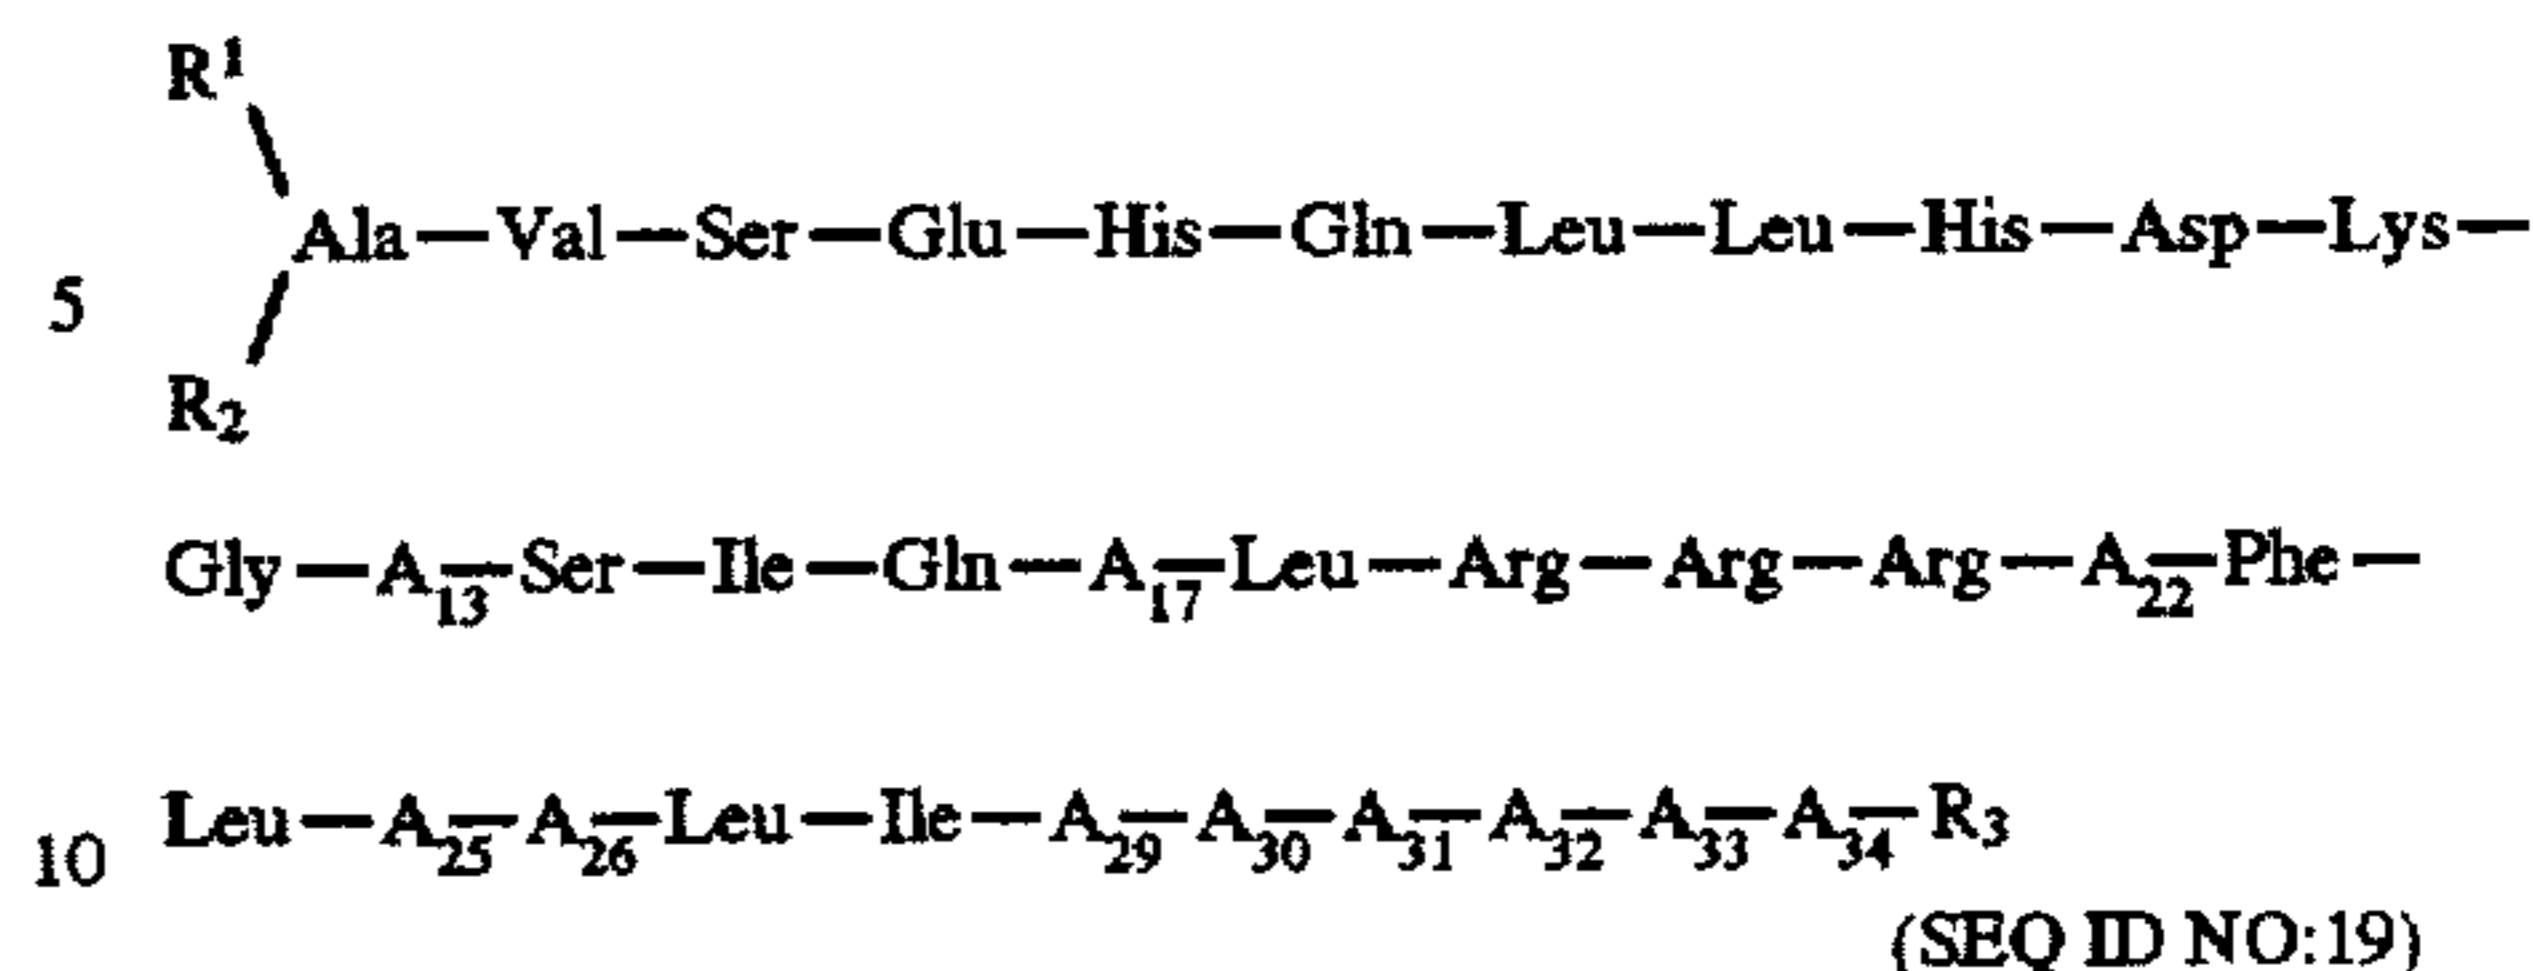 R¹
Ala—Val—Ser—Glu—His—Gln—Leu—Leu—His—Asp—Lys—
5
R₂
Gly—A₁₃—Ser—Ile—Gln—A₁₇—Leu—Arg—Arg—Arg—A₂₂—Phe—
10 Leu—A₂₅—A₂₆—Leu—Ile—A₂₉—A₃₀—A₃₁—A₃₂—A₃₃—A₃₄—R₃
(SEQ ID NO:19)